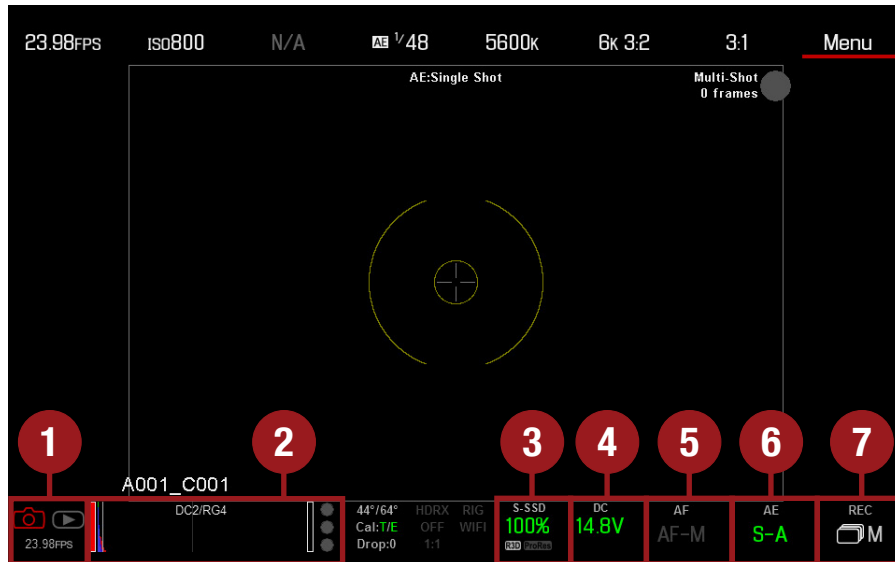 23.98FPS ISO800 N/A AE 1/48 5600K 6K 3:2 3:1 Menu
AE:Single Shot
Multi-Shot
0 frames
1 2 3 4 5 6 7
A001_C001
23.98FPS
DC2/RG4
44°/64° HDRX RIG
Cal:T/E OFF WIFI
Drop:0 1:1
S-SSD
100%
R3D ProRes
DC
14.8V
AF
AF-M
AE
S-A
REC
M